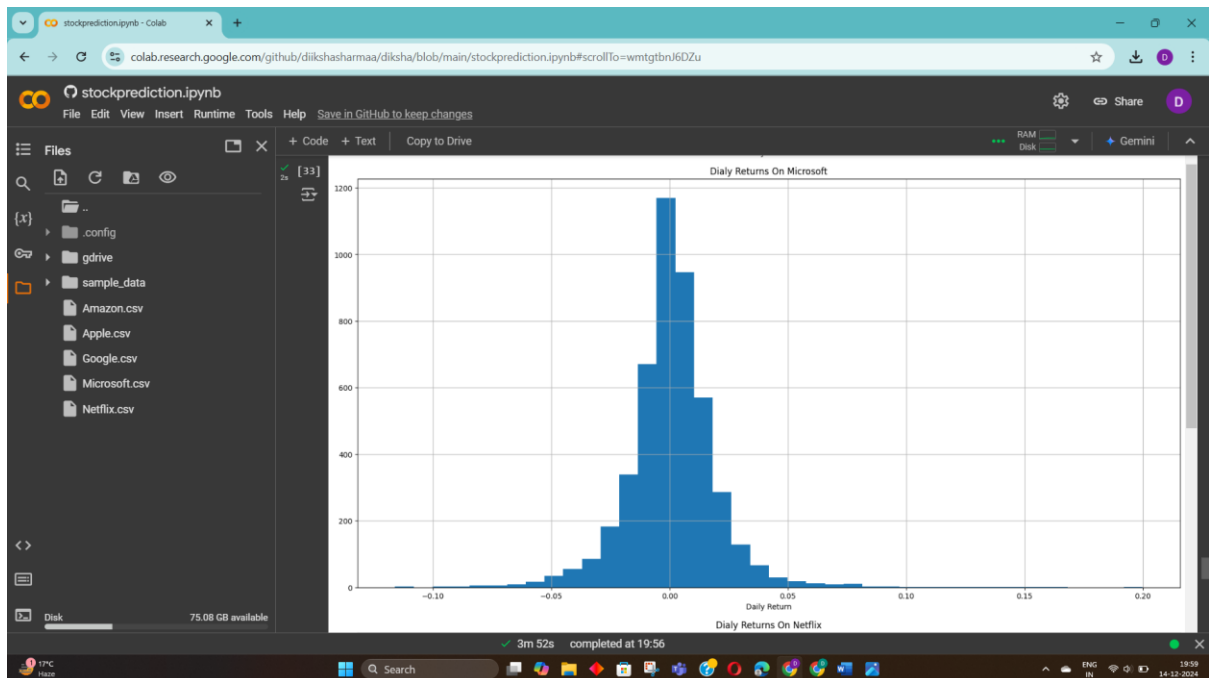 stockprediction.ipynb - Colab
colab.research.google.com/github/diikshasharmaa/diksha/blob/main/stockprediction.ipynb#scrollTo=wmtgtbnJ6DZu
D
CO
stockprediction.ipynb
Share
D
File Edit View Insert Runtime Tools Help Save in GitHub to keep changes
Files
+ Code + Text Copy to Drive
RAM
Disk
Gemini
[33]
2s
{x}
..
.config
gdrive
sample_data
Amazon.csv
Apple.csv
Google.csv
Microsoft.csv
Netflix.csv
Dialy Returns On Microsoft
1200
1000
800
600
400
200
0
−0.10 −0.05 0.00 0.05 0.10 0.15 0.20
Daily Return
Dialy Returns On Netflix
Disk 75.08 GB available
3m 52s completed at 19:56
1
17°C
Haze
Search
ENG
IN
19:59
14-12-2024